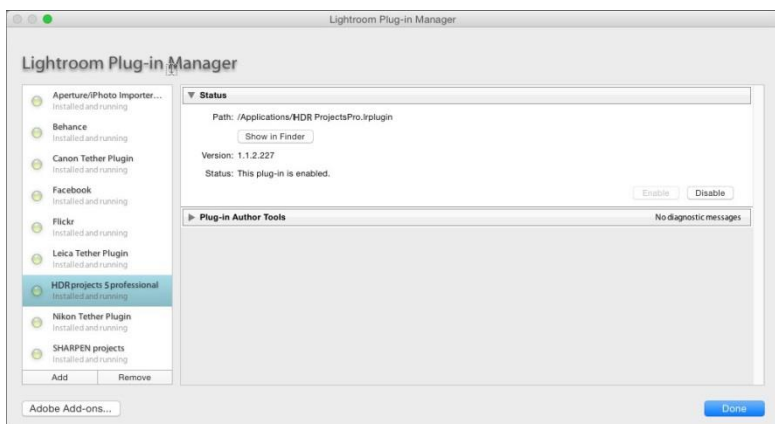 Lightroom Plug-in Manager
Lightroom Plug-in Manager
Aperture/iPhoto Importer...
Installed and running
Behance
Installed and running
Canon Tether Plugin
Installed and running
Facebook
Installed and running
Flickr
Installed and running
Leica Tether Plugin
Installed and running
HDR projects 5 professional
Installed and running
Nikon Tether Plugin
Installed and running
SHARPEN projects
Installed and running
Add Remove
Status
Path: /Applications/HDR ProjectsPro.lrplugin
Show in Finder
Version: 1.1.2.227
Status: This plug-in is enabled.
Enable Disable
Plug-in Author Tools No diagnostic messages
Adobe Add-ons... Done